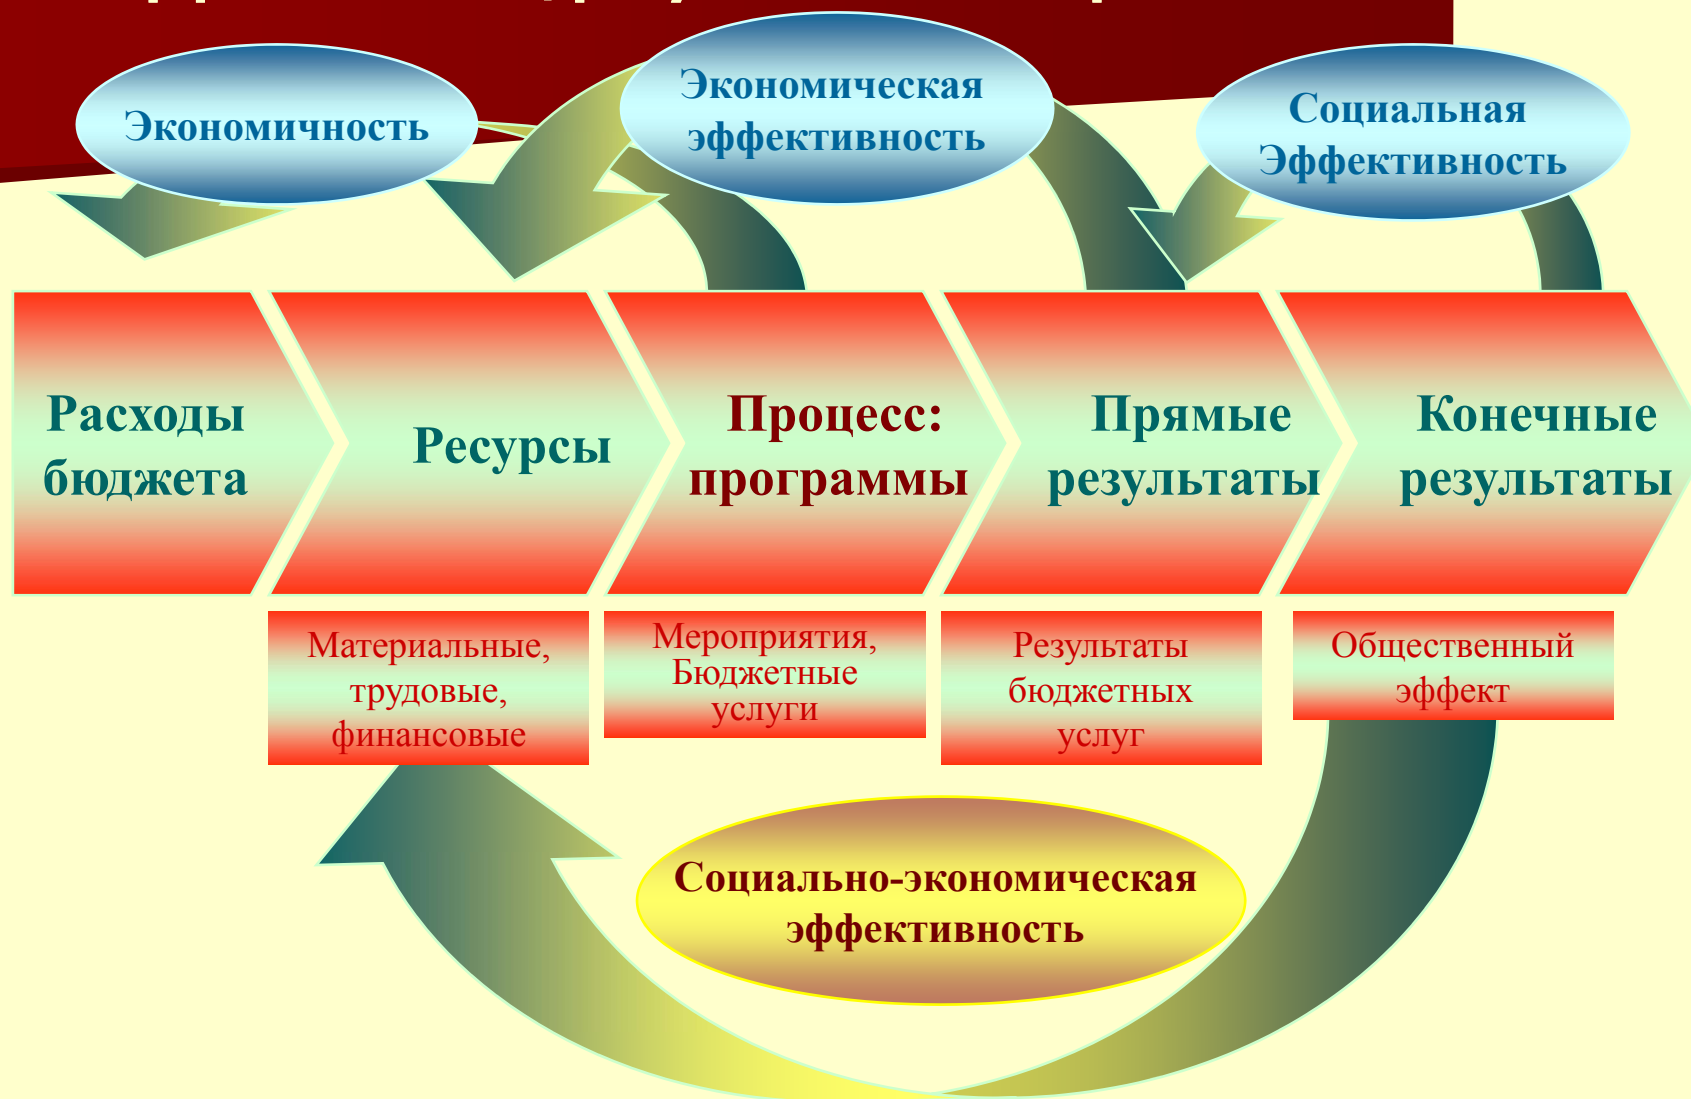 Экономичность
Экономическая
эффективность
Социальная
Эффективность
Расходы
бюджета
Ресурсы
Процесс:
программы
Прямые
результаты
Конечные
результаты
Материальные,
трудовые,
финансовые
Мероприятия,
Бюджетные
услуги
Результаты
бюджетных
услуг
Общественный
эффект
Социально-экономическая
эффективность